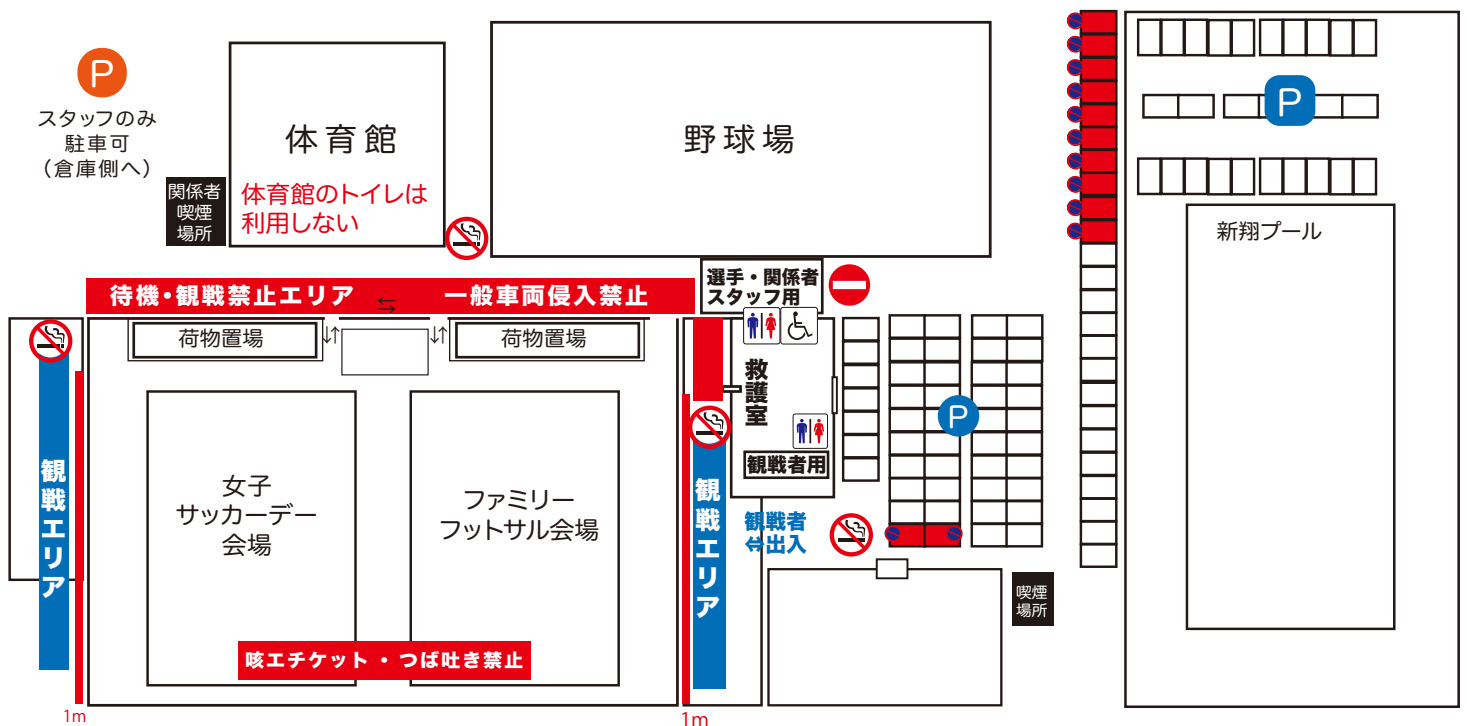 P
スタッフのみ
駐車可
（倉庫側へ）
関係者
喫煙
場所
体育館
体育館のトイレは
利用しない
野球場
P
新翔プール
待機・観戦禁止エリア ⇆ 一般車両侵入禁止
選手・関係者
スタッフ用
荷物置場
↓↑
↓↑
荷物置場
救護室
観戦者用
P
観戦エリア
女子
サッカーデー
会場
ファミリー
フットサル会場
観戦エリア
観戦者
⇔出入
喫煙
場所
咳エチケット・つば吐き禁止
1m
1m